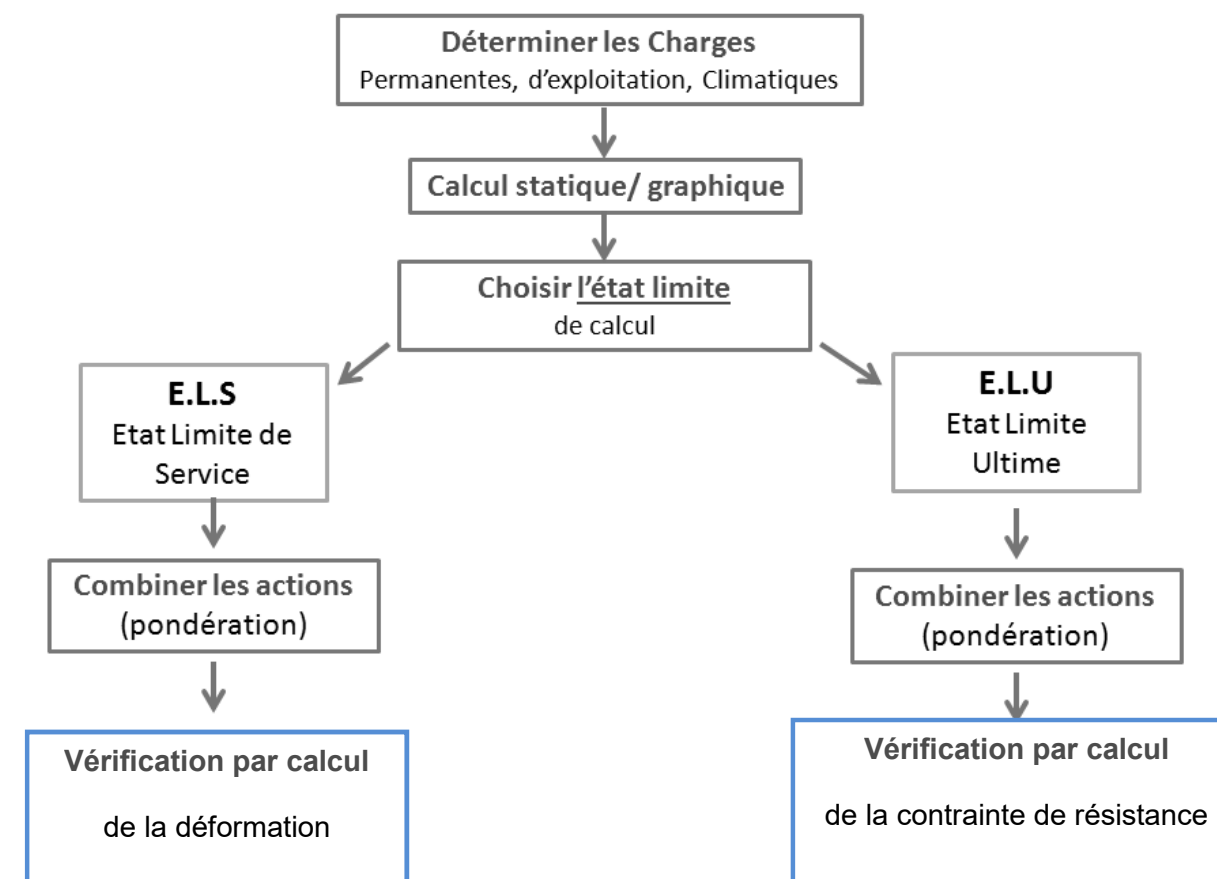 Déterminer les Charges
Permanentes, d'exploitation, Climatiques
Calcul statique/ graphique
Choisir l'état limite
de calcul
E.L.S
Etat Limite de
Service
E.L.U
Etat Limite
Ultime
Combiner les actions
(pondération)
Combiner les actions
(pondération)
Vérification par calcul
de la déformation
Vérification par calcul
de la contrainte de résistance